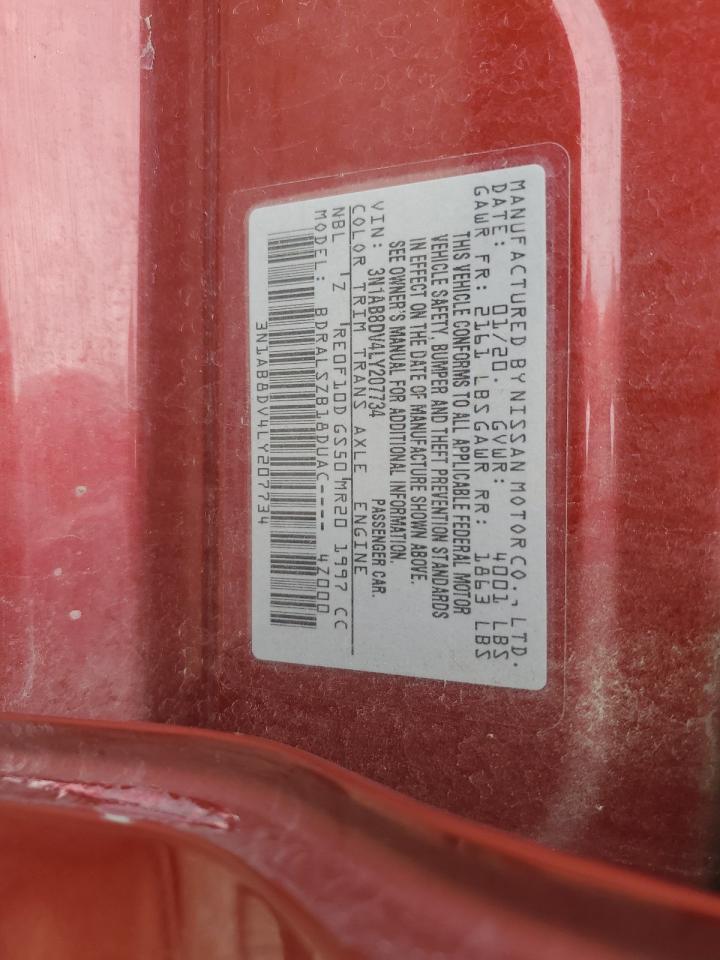 MANUFACTURED BY NISSAN MOTOR CO., LTD.
DATE: 01/20. GVWR: 4001 LBS
GAWR FR: 2161 LBS GAWR RR: 1863 LBS
THIS VEHICLE CONFORMS TO ALL APPLICABLE FEDERAL MOTOR
VEHICLE SAFETY, BUMPER AND THEFT PREVENTION STANDARDS
IN EFFECT ON THE DATE OF MANUFACTURE SHOWN ABOVE.
SEE OWNER'S MANUAL FOR ADDITIONAL INFORMATION.
VIN: 3N1AB8DV4LY207734 PASSENGER CAR.
COLOR TRIM TRANS AXLE ENGINE
NBL 'Z 'RE0F10D GS50'MR20 1997 CC
MODEL: BDRALSZB18DUAC---- 4Z000
3N1AB8DV4LY207734